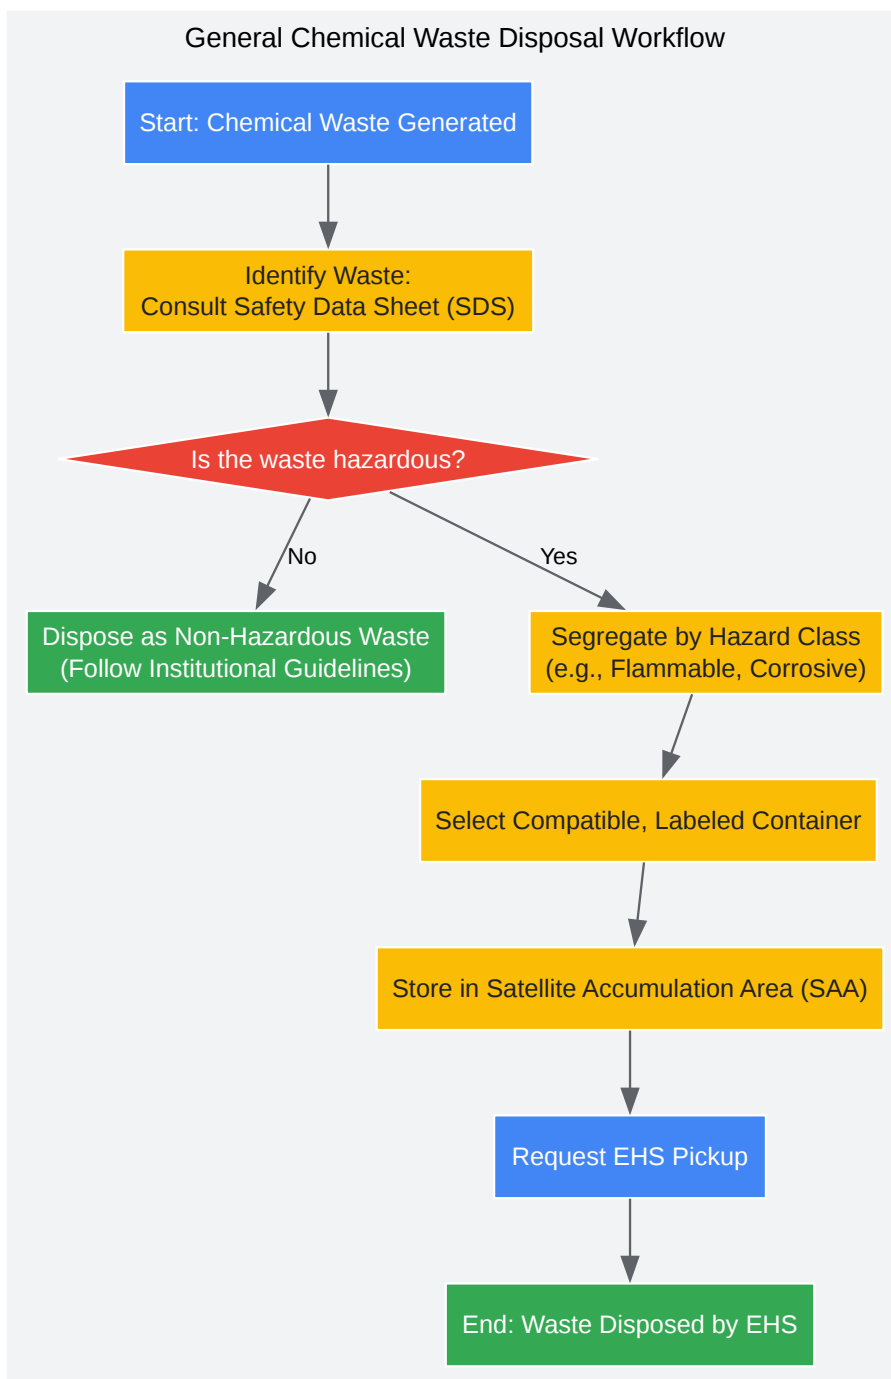 General Chemical Waste Disposal Workflow
Start: Chemical Waste Generated
Identify Waste:
Consult Safety Data Sheet (SDS)
Is the waste hazardous?
No
Yes
Dispose as Non-Hazardous Waste
(Follow Institutional Guidelines)
Segregate by Hazard Class
(e.g., Flammable, Corrosive)
Select Compatible, Labeled Container
Store in Satellite Accumulation Area (SAA)
Request EHS Pickup
End: Waste Disposed by EHS